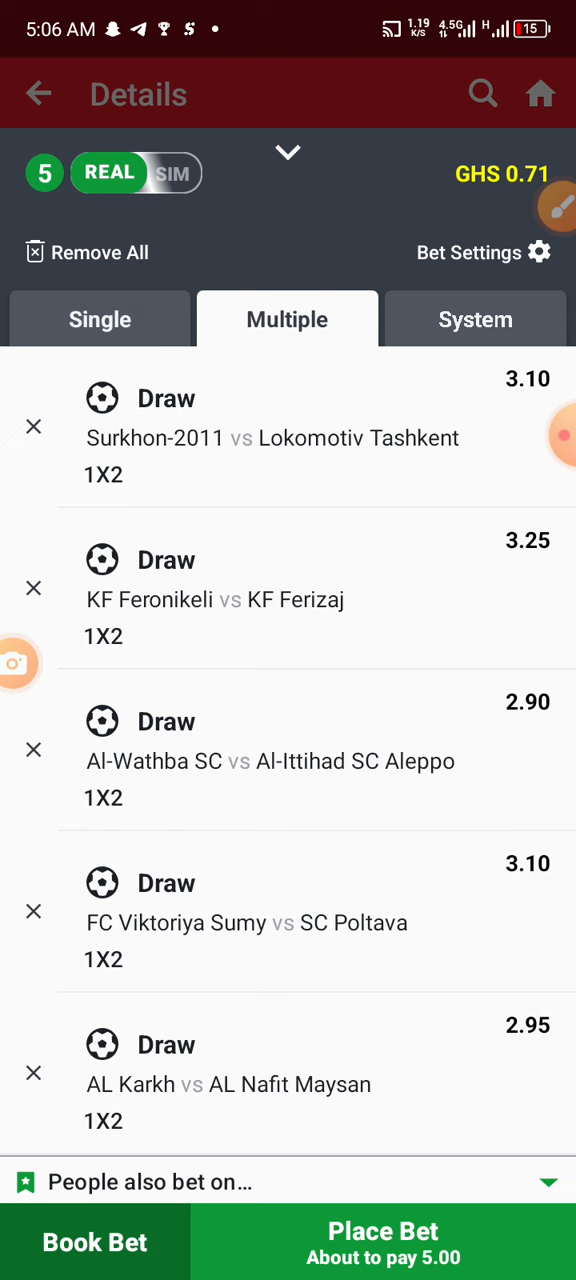 5:06 AM 1.19 K/S 4.5G H 15
Details
5 REAL SIM GHS 0.71
Remove All Bet Settings
Single Multiple System
Draw 3.10
Surkhon-2011 vs Lokomotiv Tashkent
1X2
Draw 3.25
KF Feronikeli vs KF Ferizaj
1X2
Draw 2.90
Al-Wathba SC vs Al-Ittihad SC Aleppo
1X2
Draw 3.10
FC Viktoriya Sumy vs SC Poltava
1X2
Draw 2.95
AL Karkh vs AL Nafit Maysan
1X2
People also bet on...
Book Bet Place Bet
About to pay 5.00